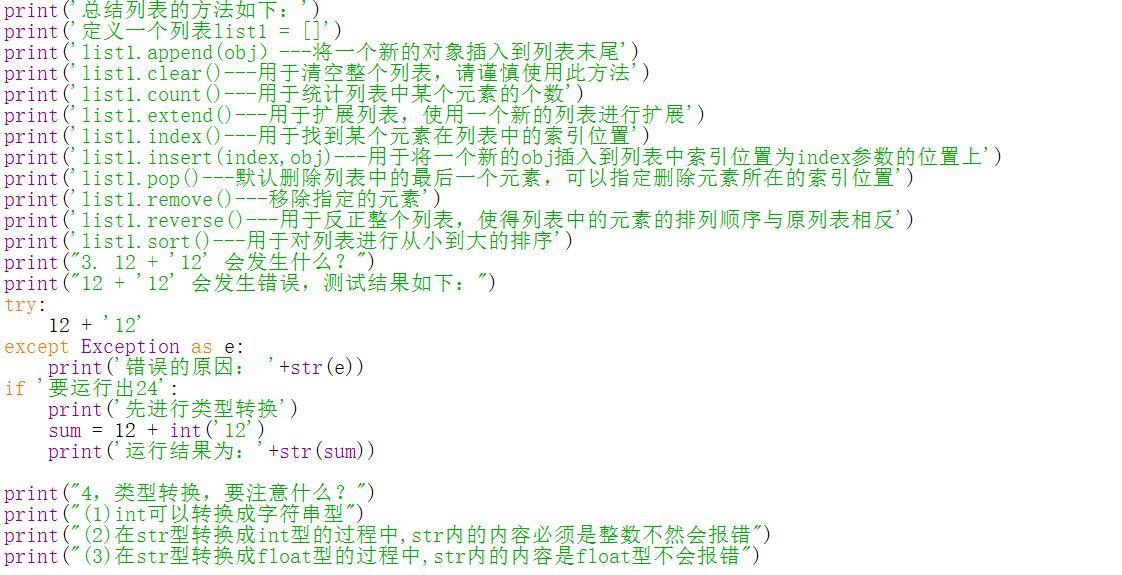 print('总结列表的方法如下：')
print('定义一个列表list1 = []')
print('list1.append(obj) ---将一个新的对象插入到列表末尾')
print('list1.clear()---用于清空整个列表，请谨慎使用此方法')
print('list1.count()---用于统计列表中某个元素的个数')
print('list1.extend()---用于扩展列表，使用一个新的列表进行扩展')
print('list1.index()---用于找到某个元素在列表中的索引位置')
print('list1.insert(index,obj)---用于将一个新的obj插入到列表中索引位置为index参数的位置上')
print('list1.pop()---默认删除列表中的最后一个元素，可以指定删除元素所在的索引位置')
print('list1.remove()---移除指定的元素')
print('list1.reverse()---用于反正整个列表，使得列表中的元素的排列顺序与原列表相反')
print('list1.sort()---用于对列表进行从小到大的排序')
print("3. 12 + '12' 会发生什么？")
print("12 + '12' 会发生错误，测试结果如下：")
try:
    12 + '12'
except Exception as e:
    print('错误的原因： '+str(e))
if '要运行出24':
    print('先进行类型转换')
    sum = 12 + int('12')
    print('运行结果为：'+str(sum))
print("4，类型转换，要注意什么？")
print("(1)int可以转换成字符串型")
print("(2)在str型转换成int型的过程中,str内的内容必须是整数不然会报错")
print("(3)在str型转换成float型的过程中,str内的内容是float型不会报错")